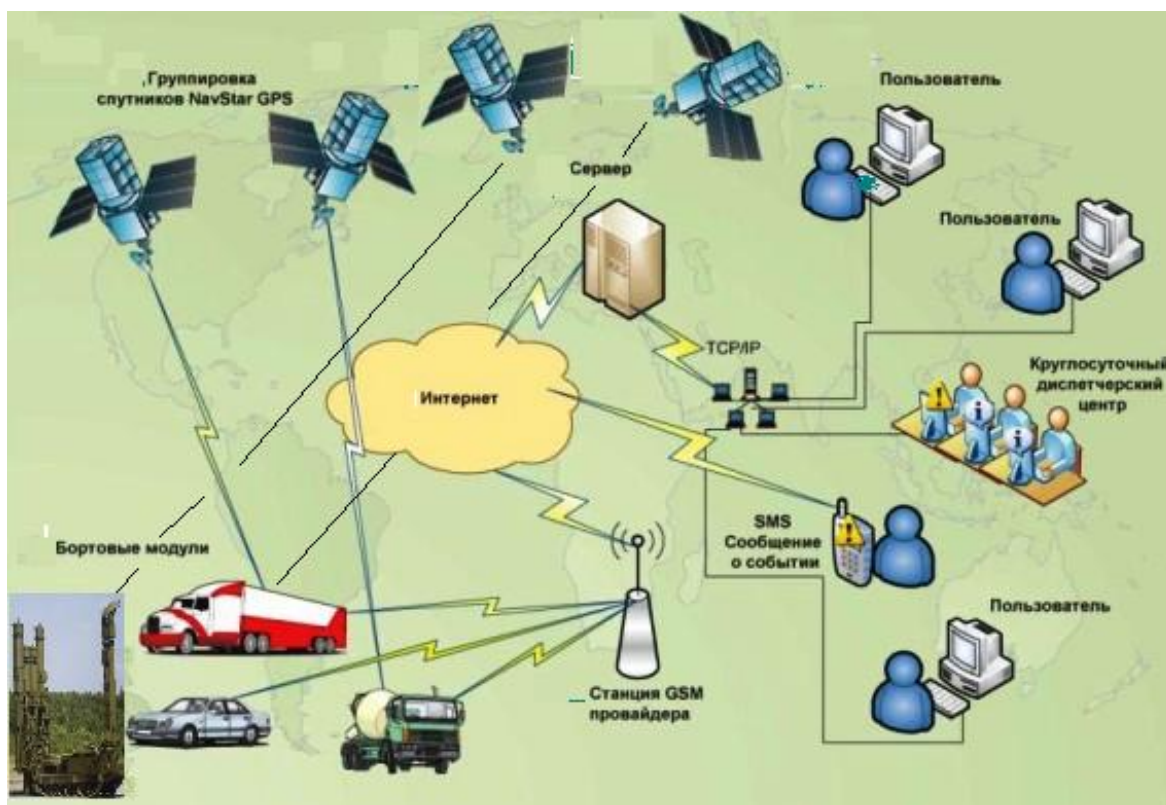 ,Группировка
спутников NavStar GPS
Пользователь
Сервер
Пользователь
TCP/IP
Круглосуточный
диспетчерский
центр
Интернет
SMS
Сообщение
о событии
Бортовые модули
Пользователь
Станция GSM
провайдера